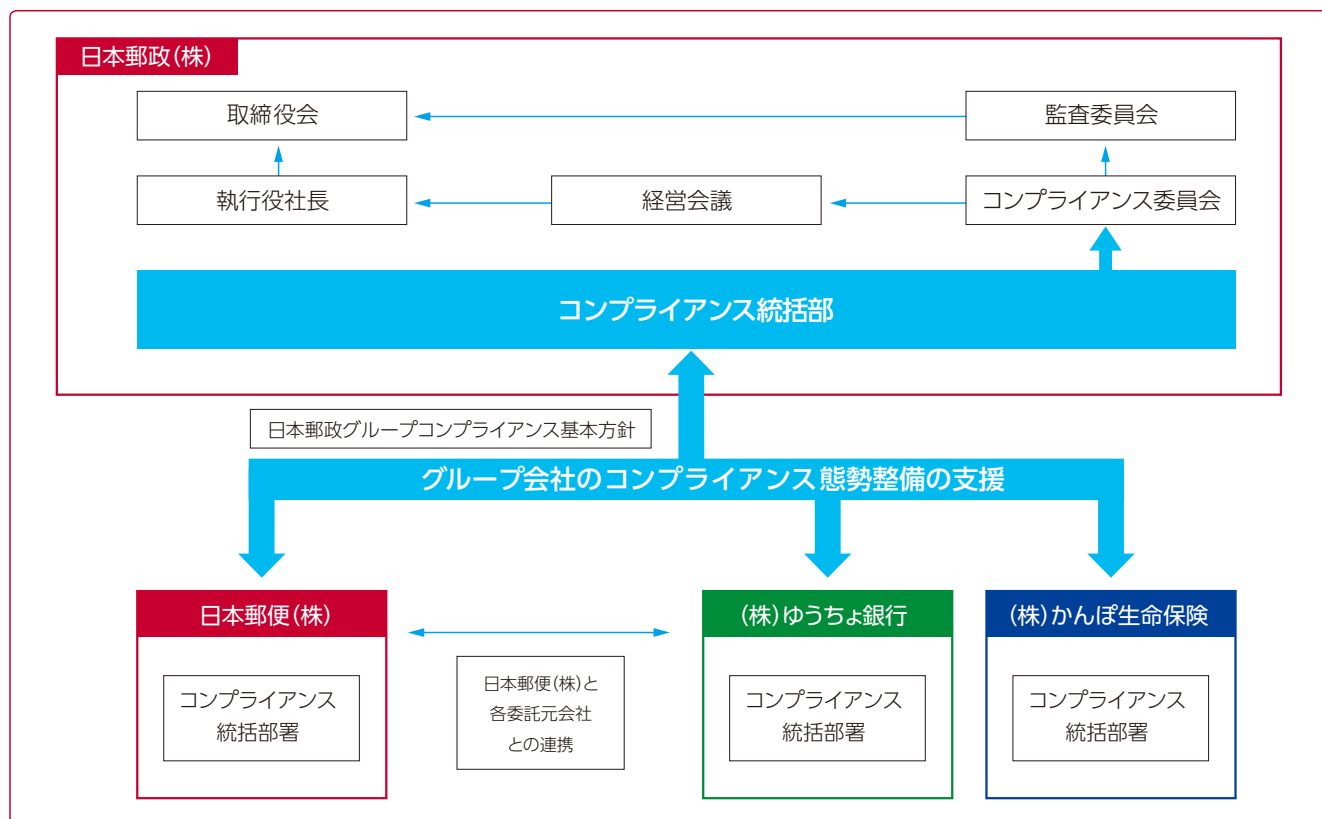 日本郵政(株)
取締役会
監査委員会
執行役社長
経営会議
コンプライアンス委員会
コンプライアンス統括部
日本郵政グループコンプライアンス基本方針
グループ会社のコンプライアンス態勢整備の支援
日本郵便(株)
(株)ゆうちょ銀行
(株)かんぽ生命保険
コンプライアンス
統括部署
日本郵便(株)と
各委託元会社
との連携
コンプライアンス
統括部署
コンプライアンス
統括部署